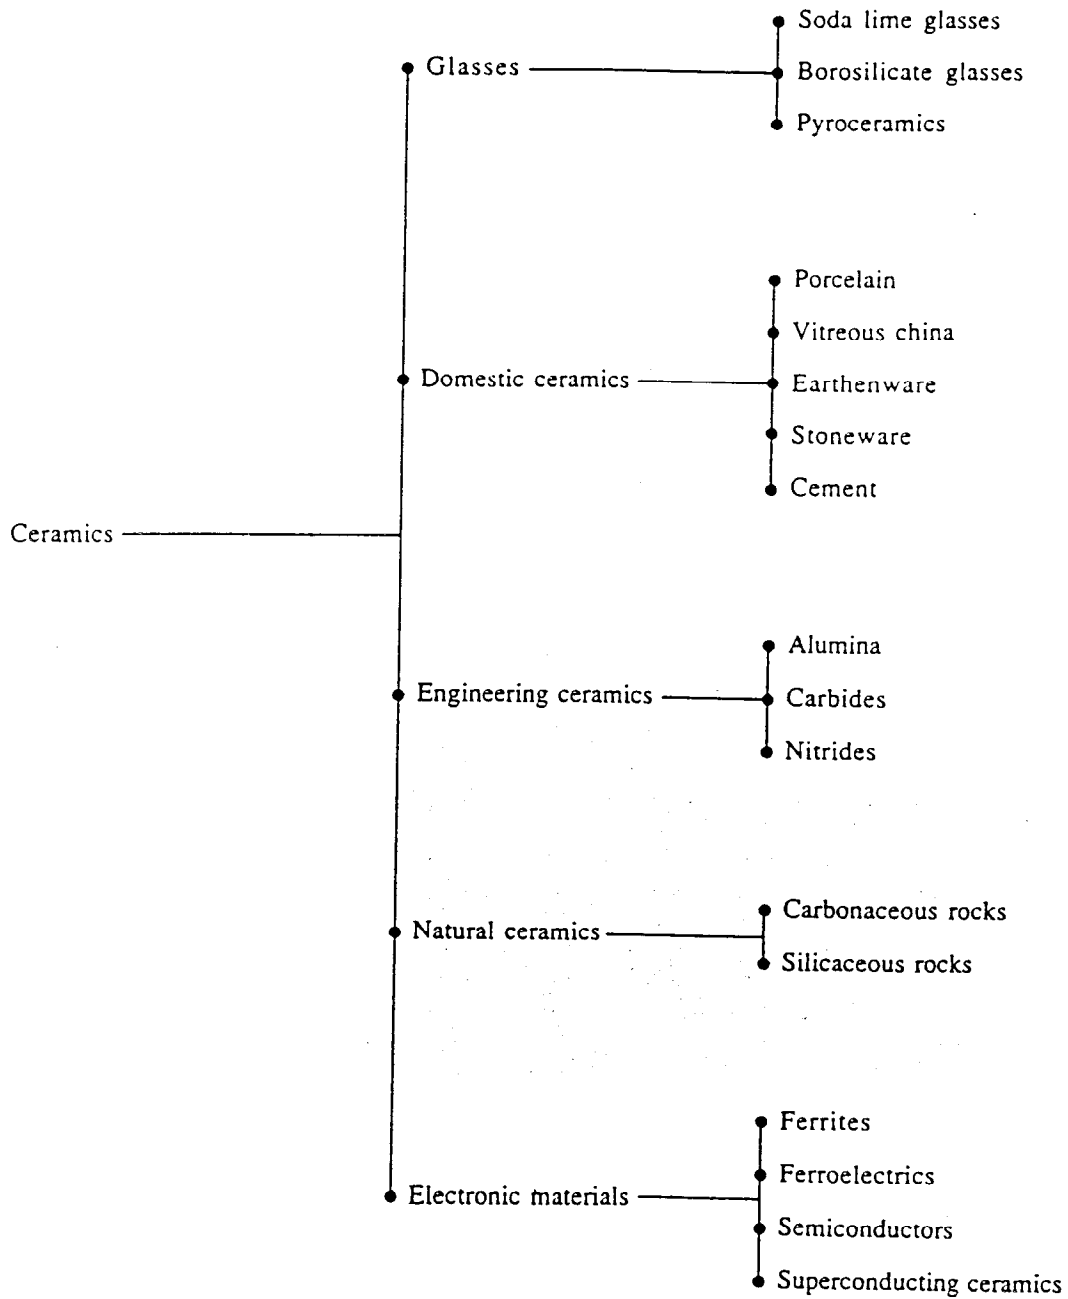 Soda lime glasses
Glasses
Borosilicate glasses
Pyroceramics
Porcelain
Vitreous china
Domestic ceramics
Earthenware
Stoneware
Cement
Ceramics
Alumina
Engineering ceramics
Carbides
Nitrides
Carbonaceous rocks
Natural ceramics
Silicaceous rocks
Ferrites
Ferroelectrics
Electronic materials
Semiconductors
Superconducting ceramics